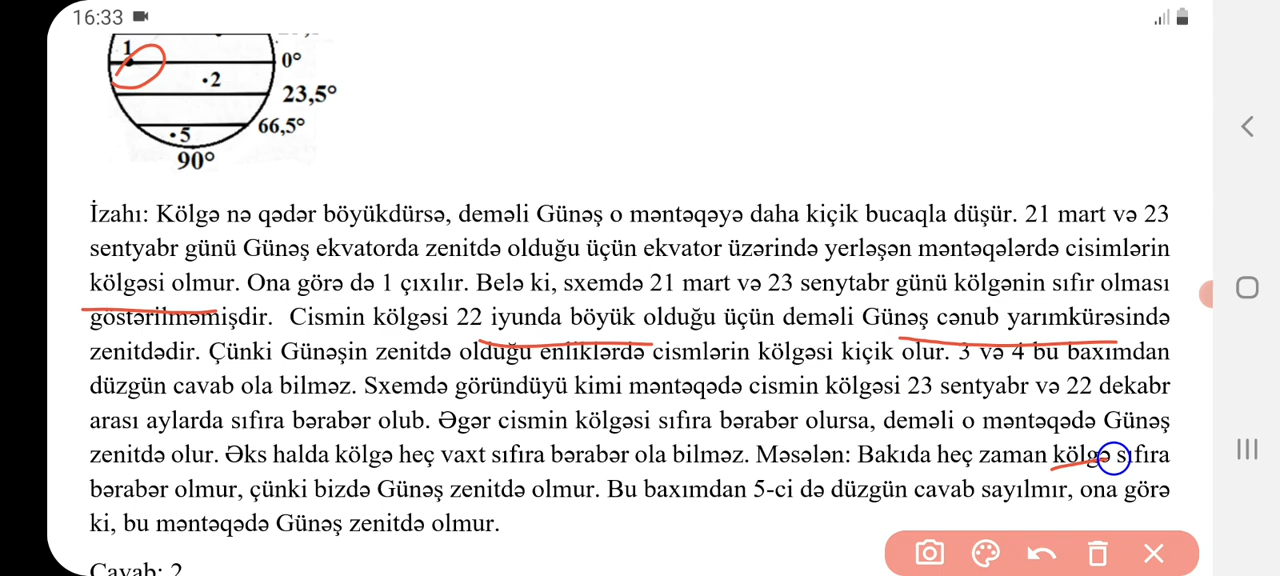 16:33
1
0°
·2
23,5°
66,5°
·5
90°
İzahı: Kölgə nə qədər böyükdürsə, deməli Günəş o məntəqəyə daha kiçik bucaqla düşür. 21 mart və 23
sentyabr günü Günəş ekvatorda zenitdə olduğu üçün ekvator üzərində yerləşən məntəqələrdə cisimlərin
kölgəsi olmur. Ona görə də 1 çıxılır. Belə ki, sxemdə 21 mart və 23 senytabr günü kölgənin sıfır olması
göstərilməmişdir. Cismin kölgəsi 22 iyunda böyük olduğu üçün deməli Günəş cənub yarımkürəsində
zenitdədir. Çünki Günəşin zenitdə olduğu enliklərdə cismlərin kölgəsi kiçik olur. 3 və 4 bu baxımdan
düzgün cavab ola bilməz. Sxemdə göründüyü kimi məntəqədə cismin kölgəsi 23 sentyabr və 22 dekabr
arası aylarda sıfıra bərabər olub. Əgər cismin kölgəsi sıfıra bərabər olursa, deməli o məntəqədə Günəş
zenitdə olur. Əks halda kölgə heç vaxt sıfıra bərabər ola bilməz. Məsələn: Bakıda heç zaman kölgə sıfıra
bərabər olmur, çünki bizdə Günəş zenitdə olmur. Bu baxımdan 5-ci də düzgün cavab sayılmır, ona görə
ki, bu məntəqədə Günəş zenitdə olmur.
Cavab: 2